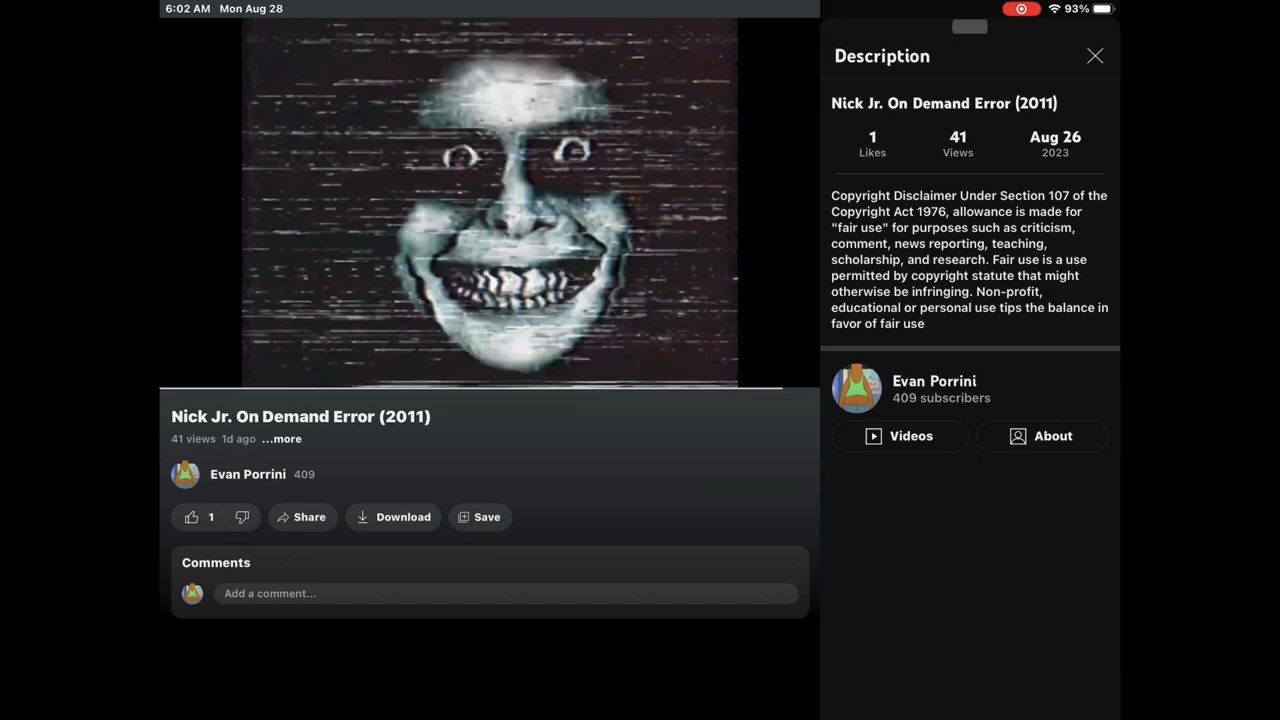 6:02 AM Mon Aug 28
93%
Nick Jr. On Demand Error (2011)
41 views 1d ago ...more
Evan Porrini 409
1
Share
Download
Save
Comments
Add a comment...
Description
Nick Jr. On Demand Error (2011)
1
Likes
41
Views
Aug 26
2023
Copyright Disclaimer Under Section 107 of the
Copyright Act 1976, allowance is made for
"fair use" for purposes such as criticism,
comment, news reporting, teaching,
scholarship, and research. Fair use is a use
permitted by copyright statute that might
otherwise be infringing. Non-profit,
educational or personal use tips the balance in
favor of fair use
Evan Porrini
409 subscribers
Videos
About